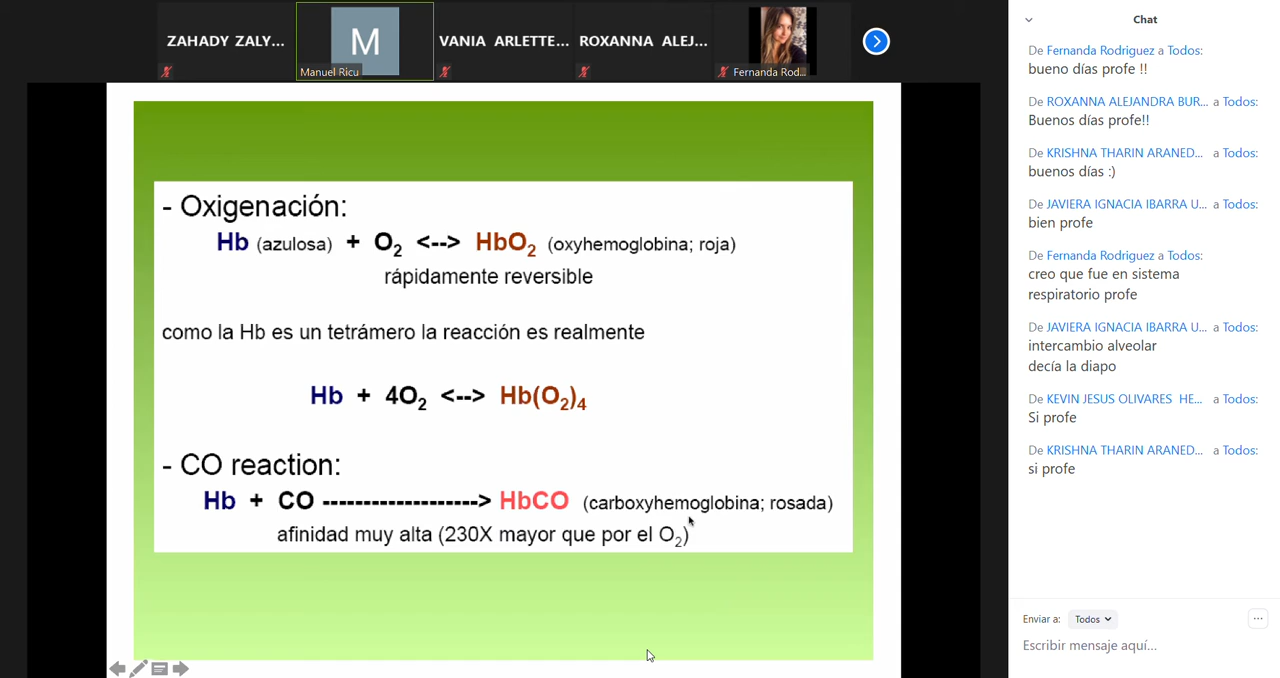 ZAHADY ZALY...
M
Manuel Ricu
VANIA ARLETTE...
ROXANNA ALEJ...
Fernanda Rod...
- Oxigenación:
Hb (azulosa) + O₂ <--> HbO₂ (oxyhemoglobina; roja)
rápidamente reversible
como la Hb es un tetrámero la reacción es realmente
Hb + 4O₂ <--> Hb(O₂)₄
- CO reaction:
Hb + CO -------------------> HbCO (carboxyhemoglobina; rosada)
afinidad muy alta (230X mayor que por el O₂)
Chat
De Fernanda Rodriguez a Todos:
bueno días profe !!
De ROXANNA ALEJANDRA BUR... a Todos:
Buenos días profe!!
De KRISHNA THARIN ARANED... a Todos:
buenos días :)
De JAVIERA IGNACIA IBARRA U... a Todos:
bien profe
De Fernanda Rodriguez a Todos:
creo que fue en sistema
respiratorio profe
De JAVIERA IGNACIA IBARRA U... a Todos:
intercambio alveolar
decía la diapo
De KEVIN JESUS OLIVARES HE... a Todos:
Si profe
De KRISHNA THARIN ARANED... a Todos:
si profe
Enviar a: Todos
Escribir mensaje aquí...